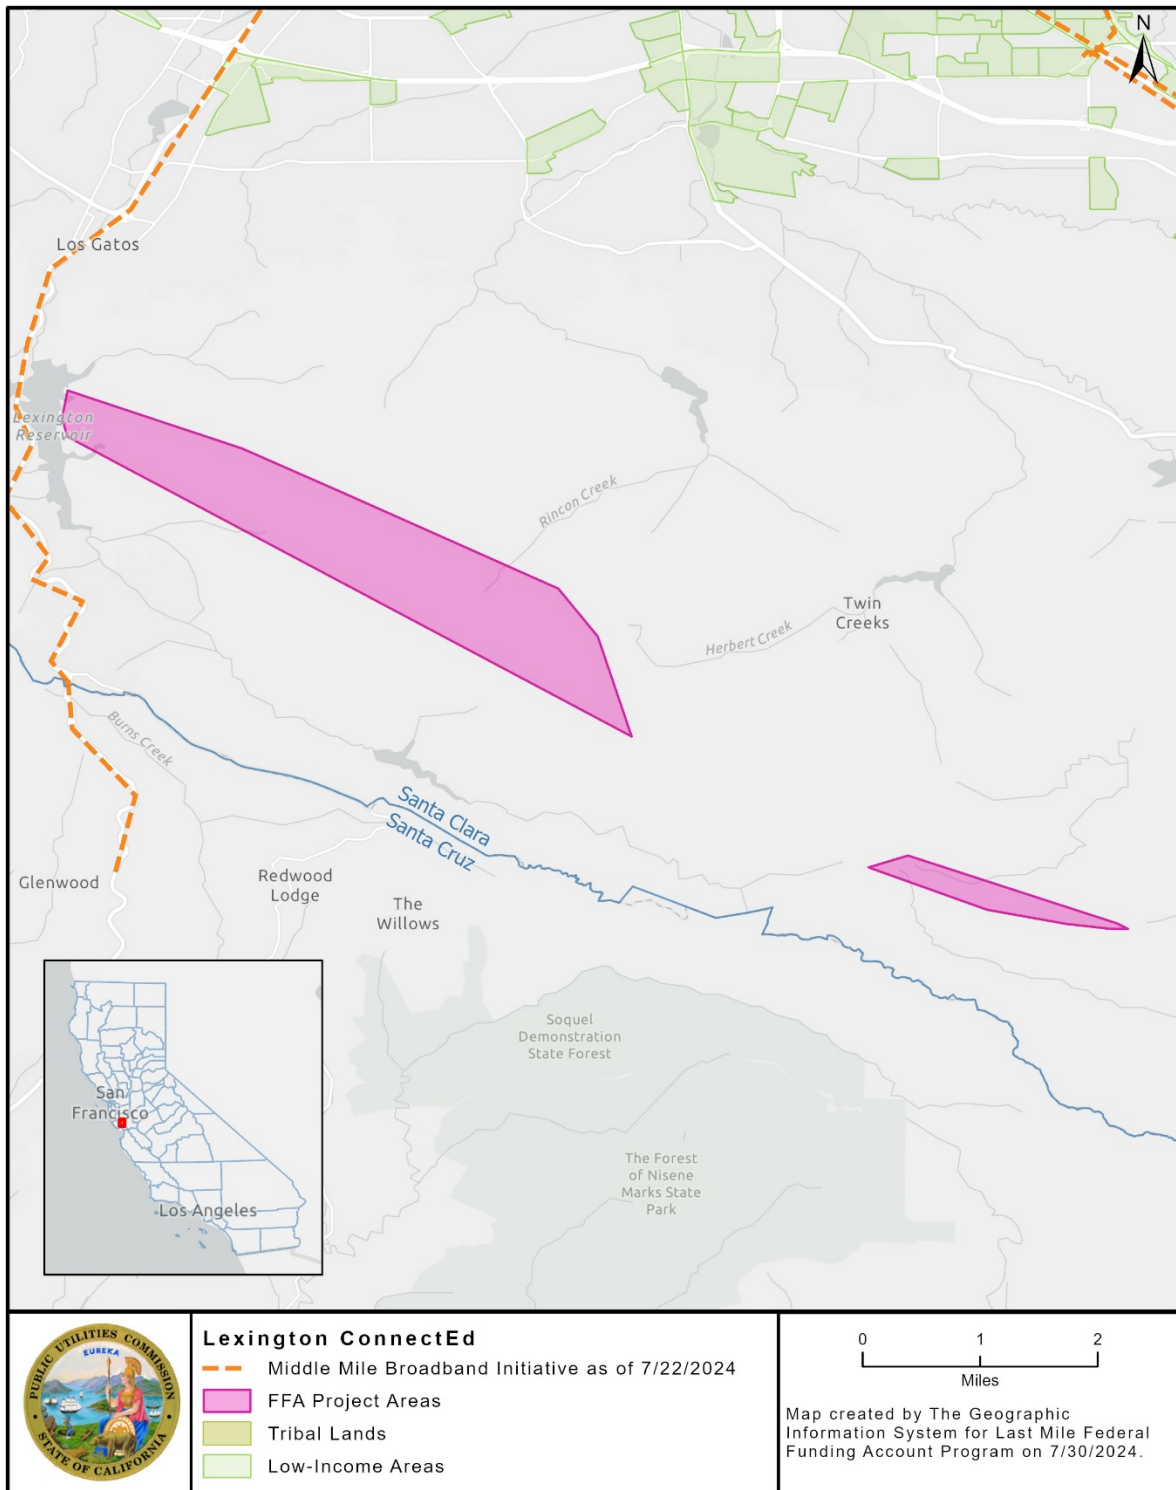 N
Los Gatos
Lexington
Reservoir
Rincon Creek
Twin
Creeks
Herbert Creek
Burns Creek
Santa Clara
Santa Cruz
Glenwood
Redwood
Lodge
The
Willows
Soquel
Demonstration
State Forest
The Forest
of Nisene
Marks State
Park
San
Francisco
Los Angeles
PUBLIC UTILITIES COMMISSION
EUREKA
STATE OF CALIFORNIA
Lexington ConnectEd
Middle Mile Broadband Initiative as of 7/22/2024
FFA Project Areas
Tribal Lands
Low-Income Areas
0 1 2
Miles
Map created by The Geographic
Information System for Last Mile Federal
Funding Account Program on 7/30/2024.